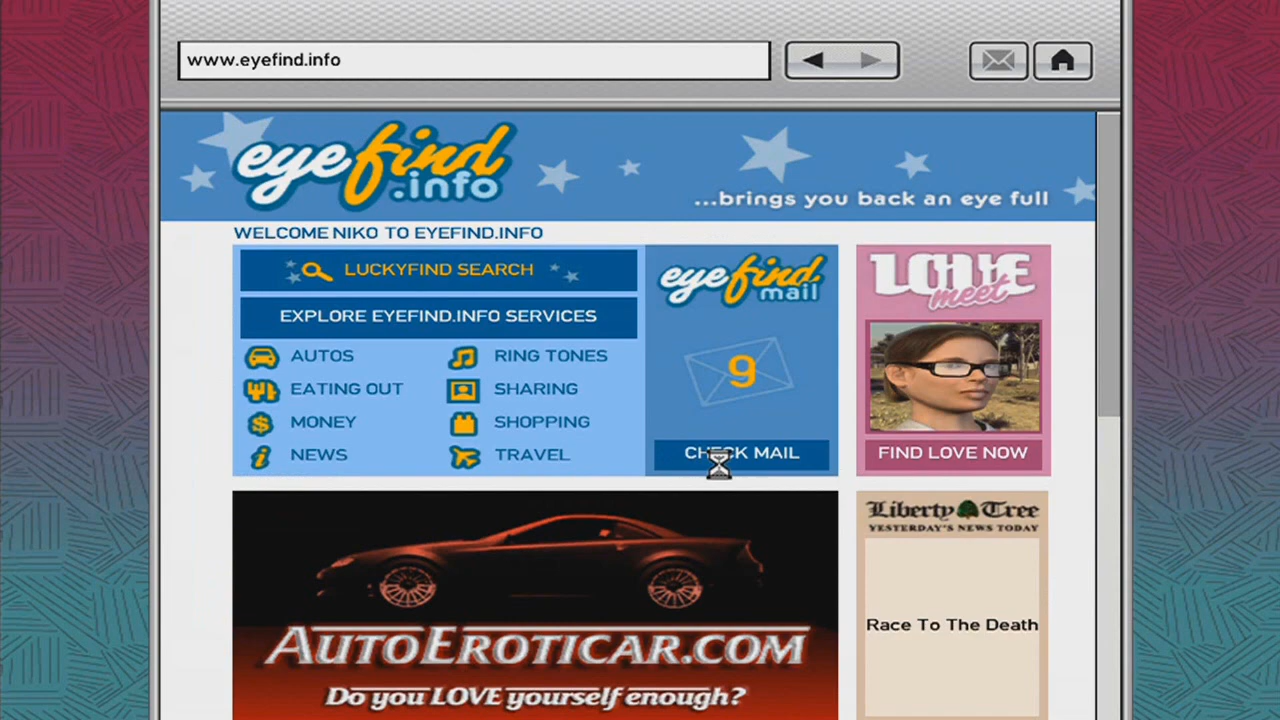 www.eyefind.info
eyefind
.info
...brings you back an eye full
WELCOME NIKO TO EYEFIND.INFO
LUCKYFIND SEARCH
EXPLORE EYEFIND.INFO SERVICES
AUTOS
RING TONES
EATING OUT
SHARING
MONEY
SHOPPING
NEWS
TRAVEL
eyefind
mail
9
CHECK MAIL
LOVE
meet
FIND LOVE NOW
AUTOEROTICAR.COM
Do you LOVE yourself enough?
Liberty Tree
YESTERDAY'S NEWS TODAY
Race To The Death